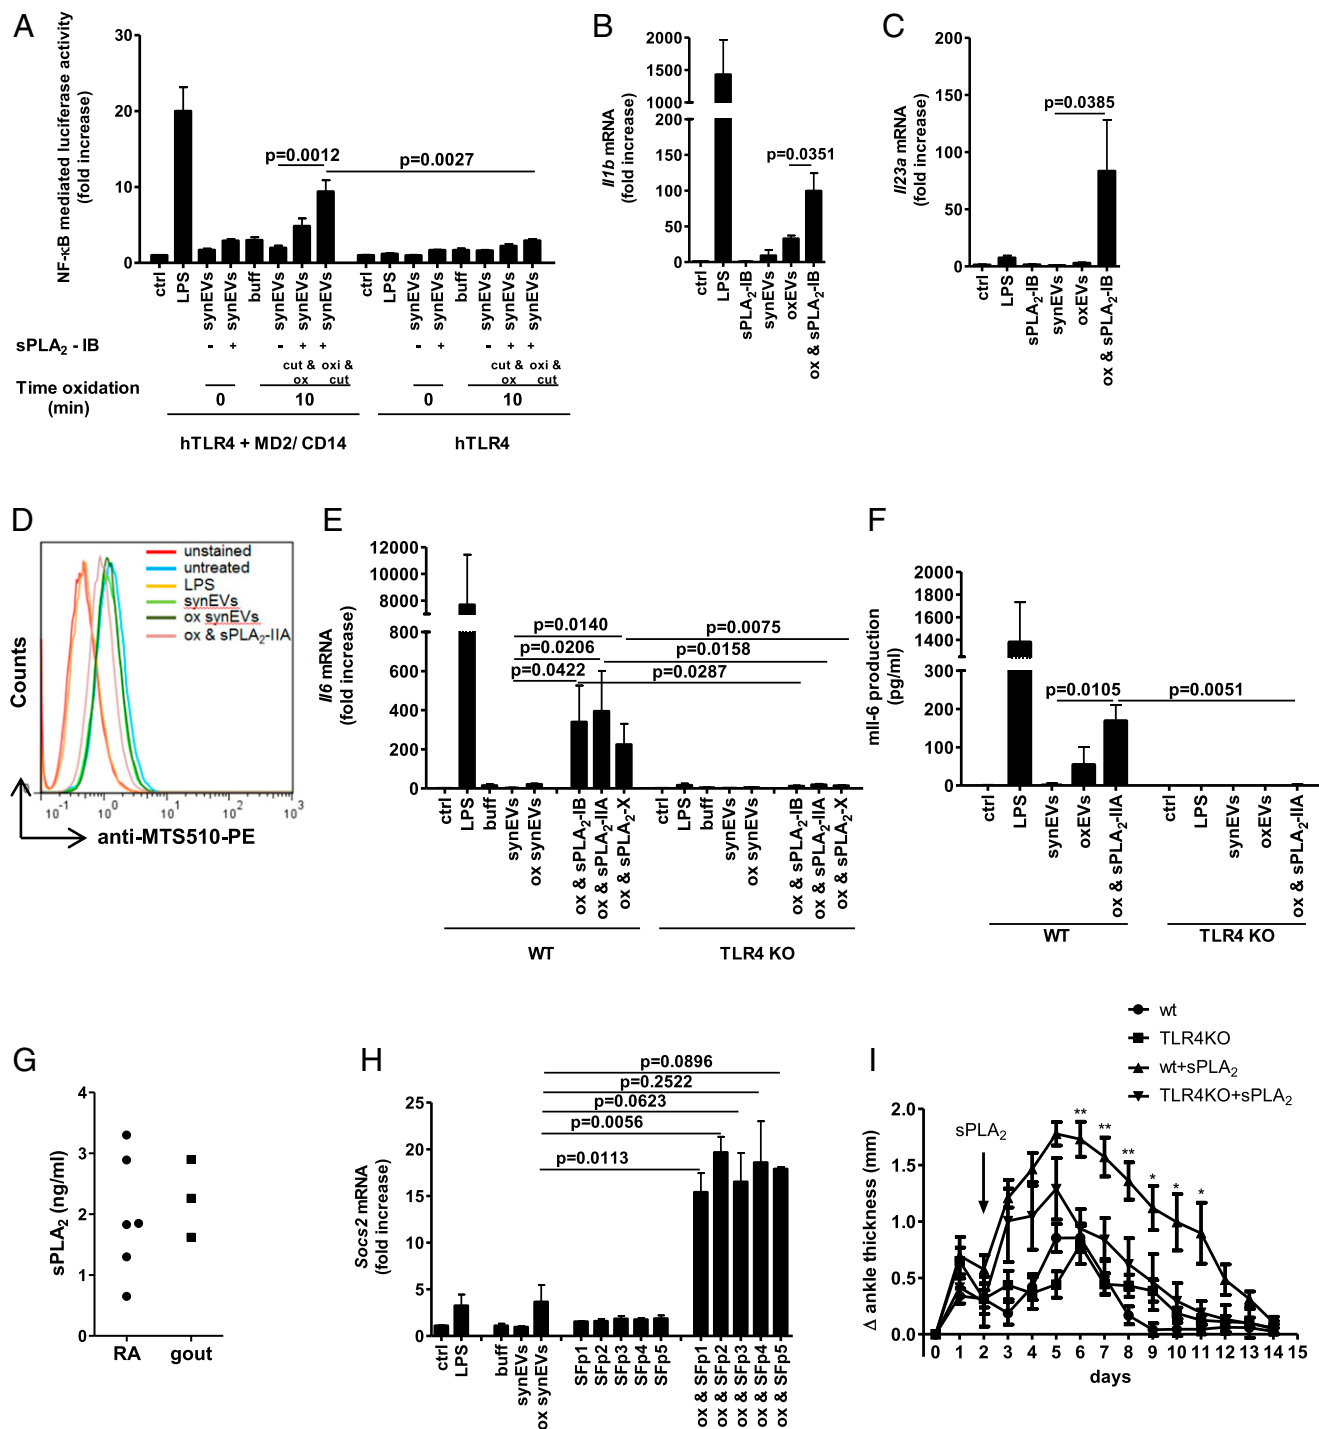 A
NF-κB mediated luciferase activity
(fold increase)
30
20
10
0
p=0.0012
p=0.0027
ctrl
LPS
synEVs
synEVs
buff
synEVs
synEVs
synEVs
ctrl
LPS
synEVs
synEVs
buff
synEVs
synEVs
synEVs
sPLA2 - IB
- + - + + - + - + +
cut & ox
oxi & cut
cut & ox
oxi & cut
Time oxidation
(min)
0 10 0 10
hTLR4 + MD2/ CD14
hTLR4
B
Il1b mRNA
(fold increase)
2000
1500
1000
200
150
100
50
0
p=0.0351
ctrl
LPS
sPLA2-IB
synEVs
oxEVs
ox & sPLA2-IB
C
Il23a mRNA
(fold increase)
200
150
100
50
0
p=0.0385
ctrl
LPS
sPLA2-IB
synEVs
oxEVs
ox & sPLA2-IB
D
Counts
unstained
untreated
LPS
synEVs
ox synEVs
ox & sPLA2-IIA
0
10-1 100 101 102 103
anti-MTS510-PE
E
Il6 mRNA
(fold increase)
12000
10000
8000
6000
800
600
400
200
0
p=0.0140
p=0.0075
p=0.0206
p=0.0158
p=0.0422
p=0.0287
ctrl
LPS
buff
synEVs
ox synEVs
ox & sPLA2-IB
ox & sPLA2-IIA
ox & sPLA2-X
ctrl
LPS
buff
synEVs
ox synEVs
ox & sPLA2-IB
ox & sPLA2-IIA
ox & sPLA2-X
WT
TLR4 KO
F
mIl-6 production
(pg/ml)
2000
1800
1600
1400
300
200
100
0
p=0.0105
p=0.0051
ctrl
LPS
synEVs
oxEVs
ox & sPLA2-IIA
ctrl
LPS
synEVs
oxEVs
ox & sPLA2-IIA
WT
TLR4 KO
G
sPLA2 (ng/ml)
4
3
2
1
0
RA
gout
H
Socs2 mRNA
(fold increase)
25
20
15
10
5
0
p=0.0896
p=0.2522
p=0.0623
p=0.0056
p=0.0113
ctrl
LPS
buff
synEVs
ox synEVs
SFp1
SFp2
SFp3
SFp4
SFp5
ox & SFp1
ox & SFp2
ox & SFp3
ox & SFp4
ox & SFp5
I
wt
TLR4KO
wt+sPLA2
TLR4KO+sPLA2
Δ ankle thickness (mm)
2.0
1.5
1.0
0.5
0.0
sPLA2
** ** ** * * *
0 1 2 3 4 5 6 7 8 9 10 11 12 13 14 15
days